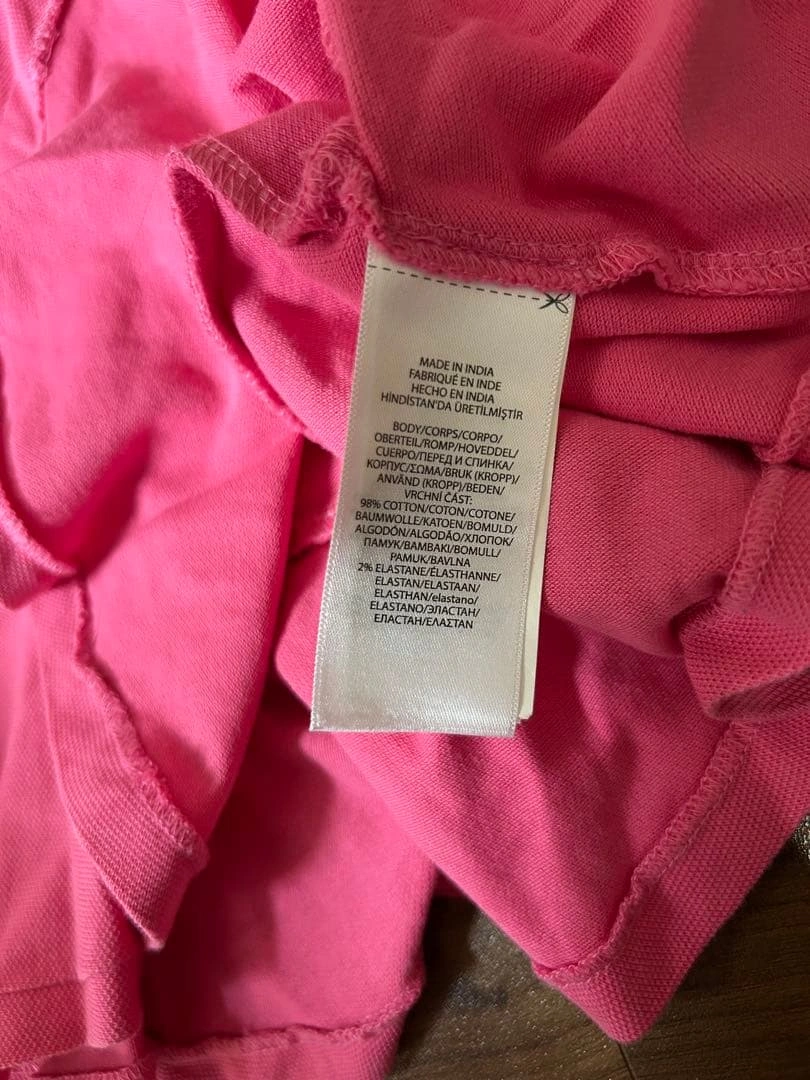 MADE IN INDIA
FABRIQUÉ EN INDE
HECHO EN INDIA
HİNDİSTAN'DA ÜRETİLMİŞTİR
BODY/CORPS/CORPO/
OBERTEIL/ROMP/HOVEDDEL/
CUERPO/ПЕРЕД И СПИНКА/
КОРПУС/ΣΩΜΑ/BRUK (KROPP)/
ANVÄND (KROPP)/BEDEN/
VRCHNÍ ČÁST:
98% COTTON/COTON/COTONE/
BAUMWOLLE/KATOEN/BOMULD/
ALGODÓN/ALGODÃO/ХЛОПОК/
ПАМУК/BAMBAKI/BOMULL/
PAMUK/BAVLNA
2% ELASTANE/ÉLASTHANNE/
ELASTAN/ELASTAAN/
ELASTHAN/elastano/
ELASTANO/ЭЛАСТАН/
ЕЛАСТАН/ΕΛΑΣΤΑΝ